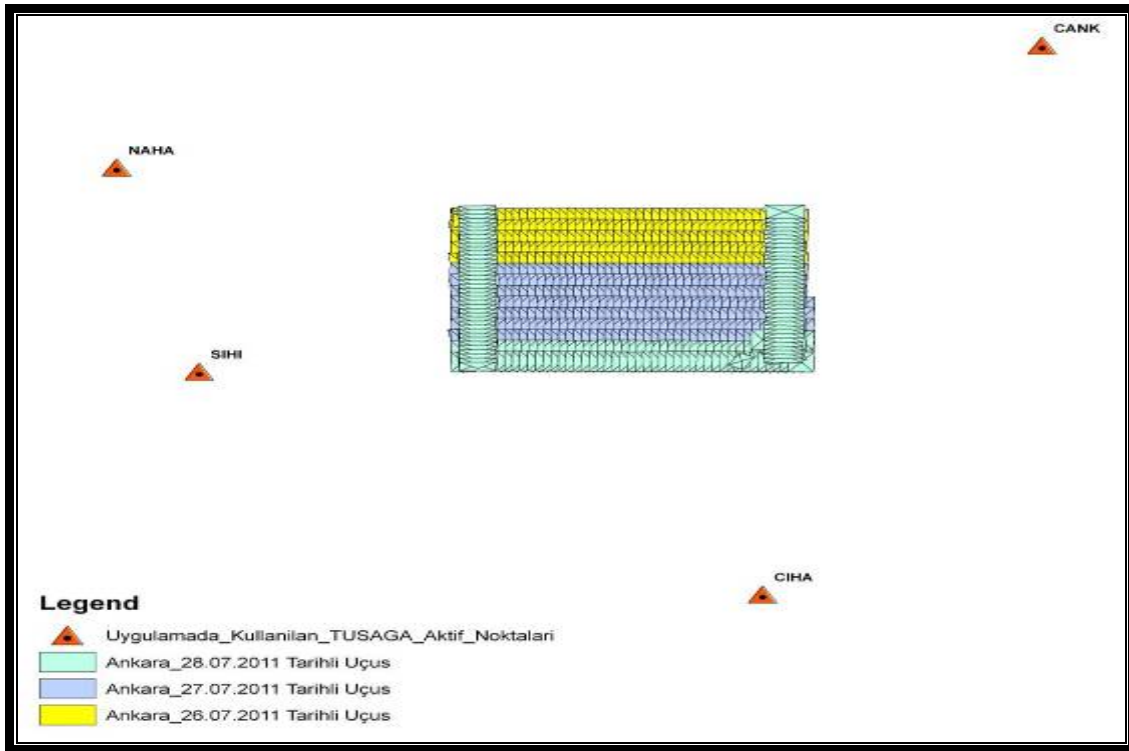 CANK
NAHA
SIHI
CIHA
Legend
Uygulamada_Kullanilan_TUSAGA_Aktif_Noktalari
Ankara_28.07.2011 Tarihli Uçus
Ankara_27.07.2011 Tarihli Uçus
Ankara_26.07.2011 Tarihli Uçus